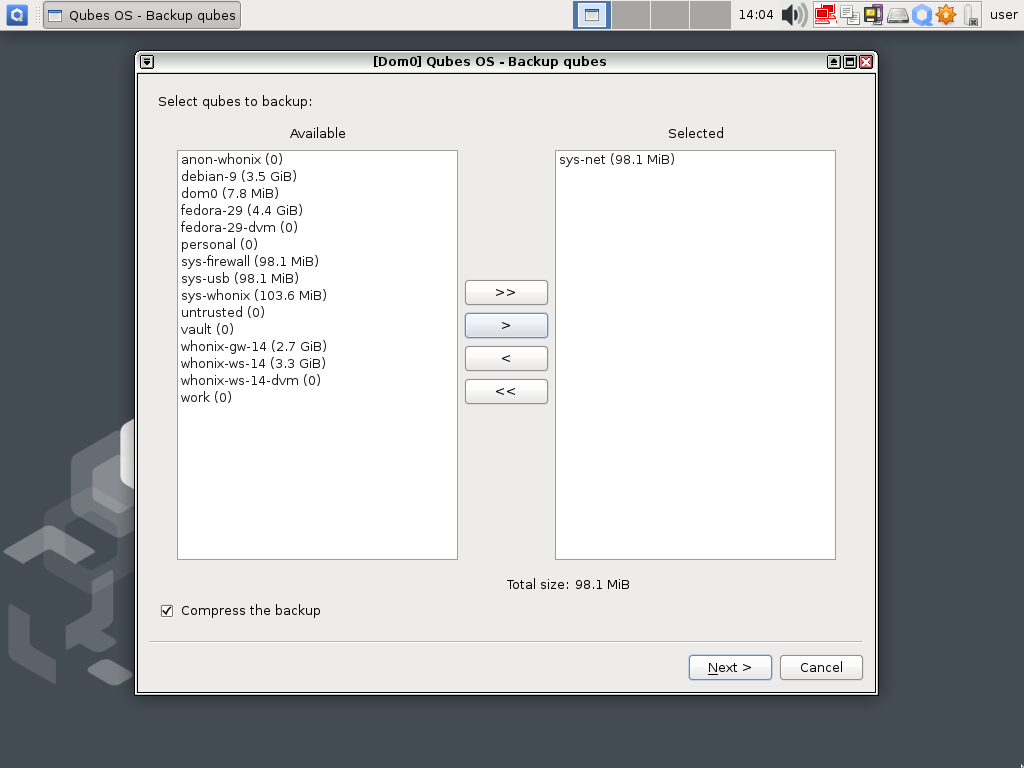 Qubes OS - Backup qubes
14:04
user
[Dom0] Qubes OS - Backup qubes
Select qubes to backup:
Available
Selected
anon-whonix (0)
debian-9 (3.5 GiB)
dom0 (7.8 MiB)
fedora-29 (4.4 GiB)
fedora-29-dvm (0)
personal (0)
sys-firewall (98.1 MiB)
sys-usb (98.1 MiB)
sys-whonix (103.6 MiB)
untrusted (0)
vault (0)
whonix-gw-14 (2.7 GiB)
whonix-ws-14 (3.3 GiB)
whonix-ws-14-dvm (0)
work (0)
>>
>
<
<<
sys-net (98.1 MiB)
Total size: 98.1 MiB
Compress the backup
Next >
Cancel